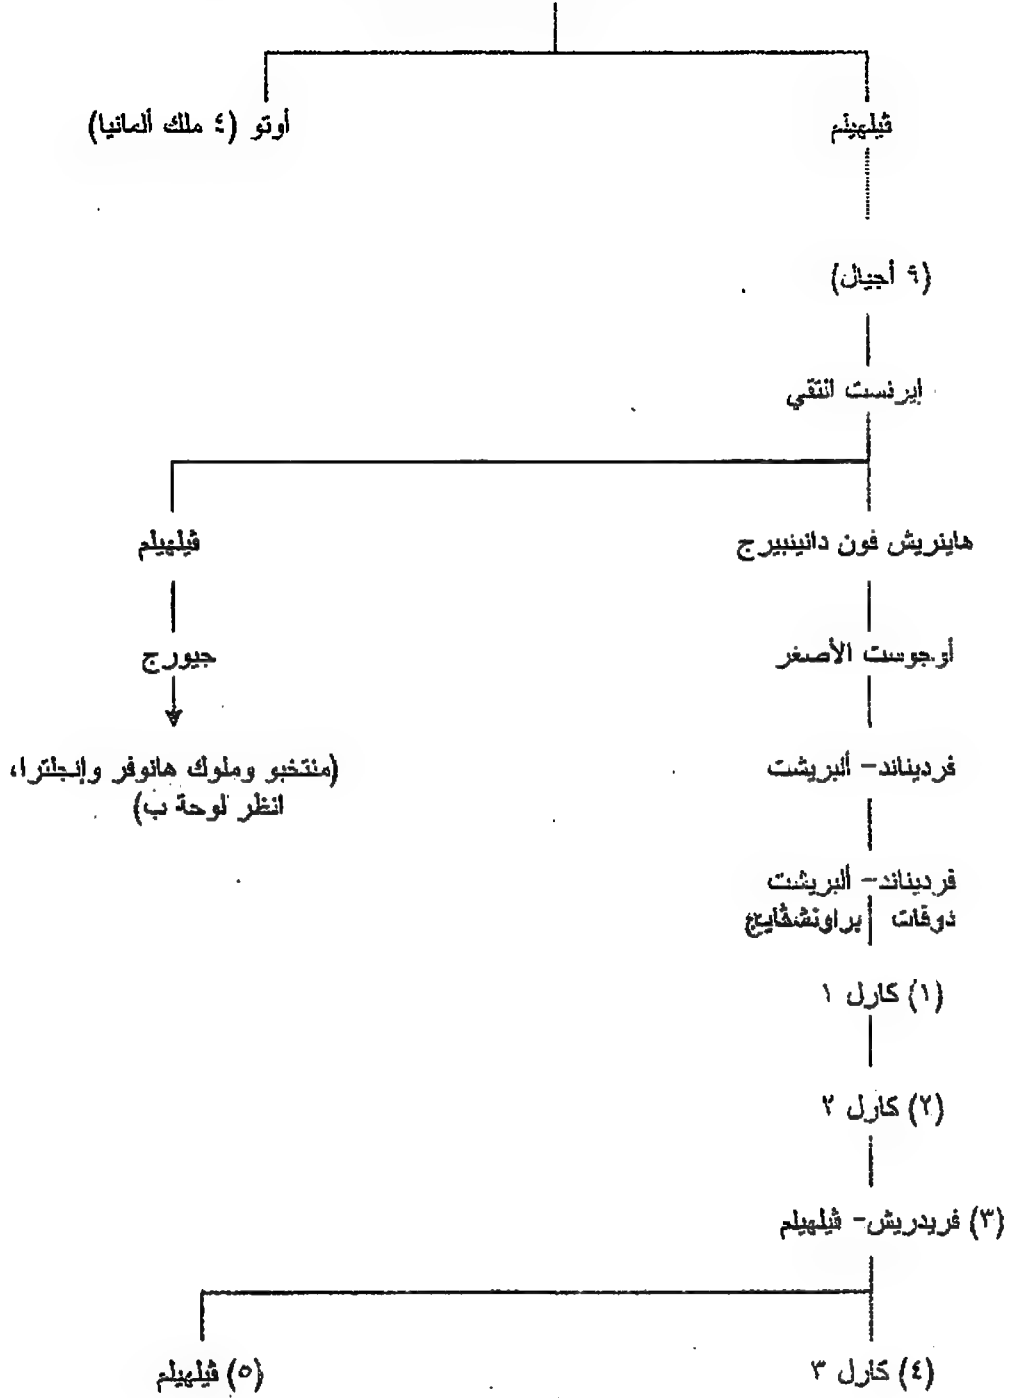 ڤيلهيلم
أوتو (٤ ملك ألمانيا)
(٩ أجيال)
إيرنست التقي
هاينريش فون دانينبيرج
ڤيلهيلم
أوجوست الأصغر
جيورج
فرديناند- ألبريشت
(منتخبو وملوك هانوفر وإنجلترا،
انظر لوحة ب)
فرديناند- ألبريشت
دوقات براونشڤايج
(١) كارل ١
(٢) كارل ٢
(٣) فريدريش- ڤيلهيلم
(٤) كارل ٣
(٥) ڤيلهيلم